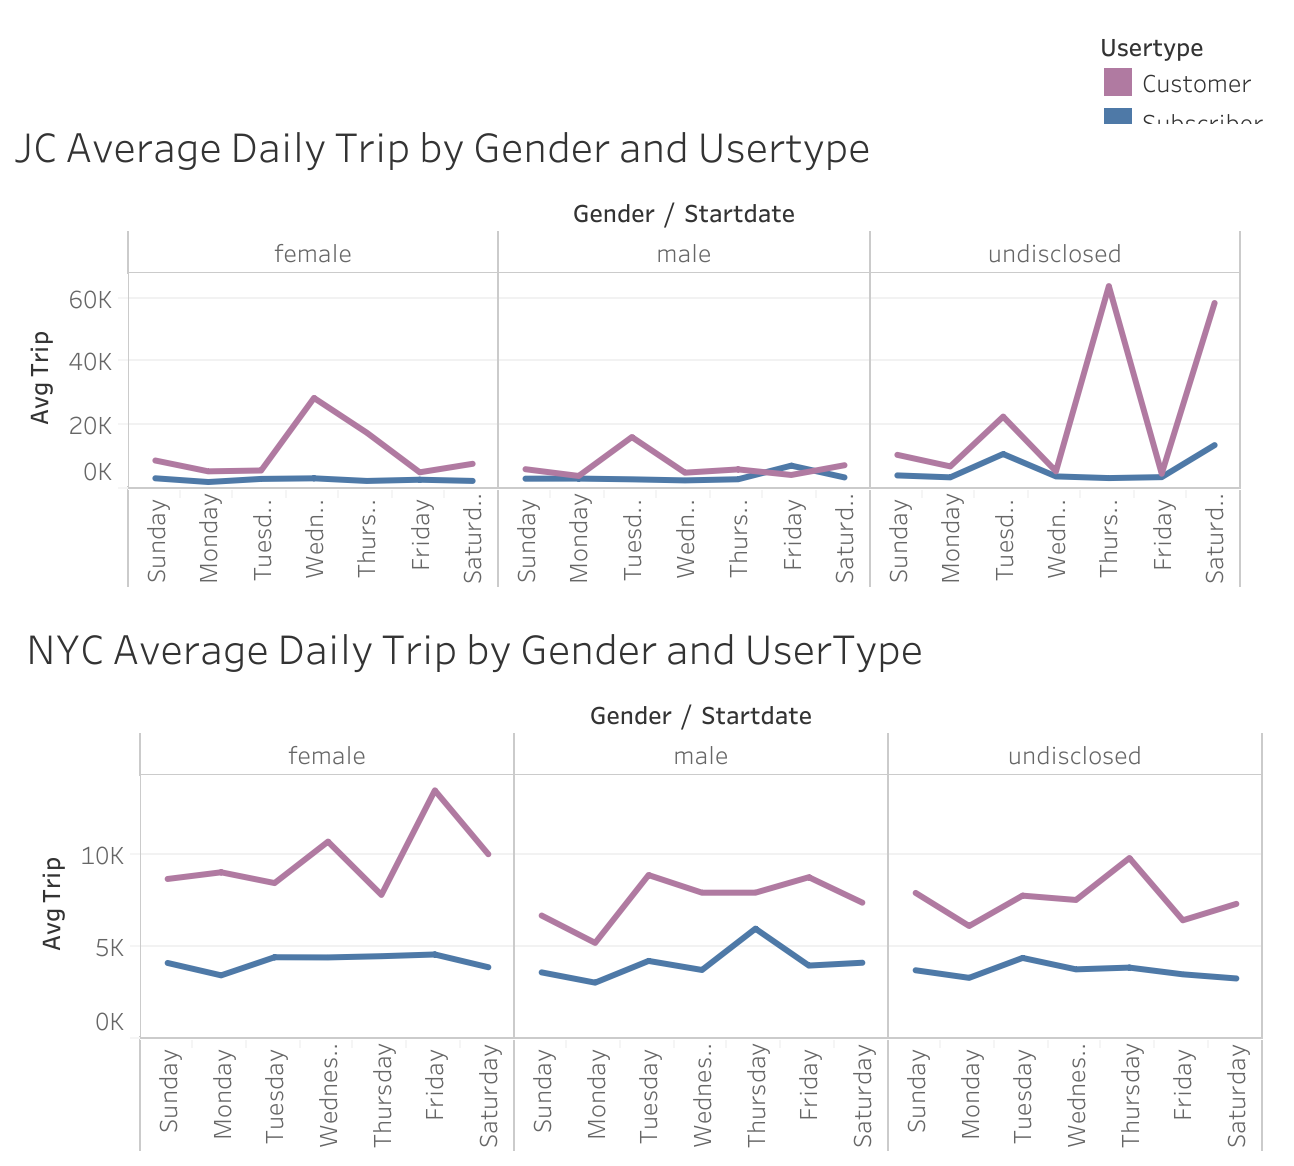 Usertype
Customer
Subscriber
JC Average Daily Trip by Gender and Usertype
Gender / Startdate
female male undisclosed
Avg Trip
60K
40K
20K
0K
Sunday Monday Tuesd.. Wedn.. Thurs.. Friday Saturd.. Sunday Monday Tuesd.. Wedn.. Thurs.. Friday Saturd.. Sunday Monday Tuesd.. Wedn.. Thurs.. Friday Saturd..
NYC Average Daily Trip by Gender and UserType
Gender / Startdate
female male undisclosed
Avg Trip
10K
5K
0K
Sunday Monday Tuesday Wednes.. Thursday Friday Saturday Sunday Monday Tuesday Wednes.. Thursday Friday Saturday Sunday Monday Tuesday Wednes.. Thursday Friday Saturday